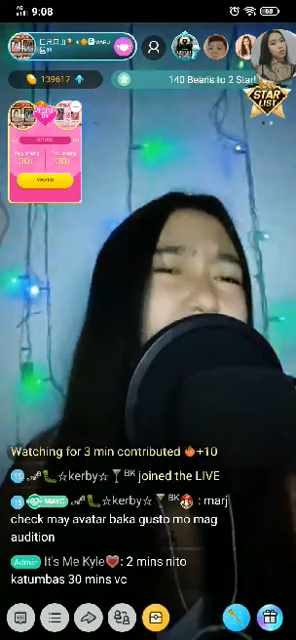 9:08
139617
140 Beans to 2 Star!
STAR
LIST
Watching for 3 min contributed 🔥+10
☆kerby☆ 🍸 BK joined the LIVE
MAYC ☆kerby☆ 🍸 BK : marj
check may avatar baka gusto mo mag
audition
Admin It's Me Kyle❤: 2 mins nito
katumbas 30 mins vc